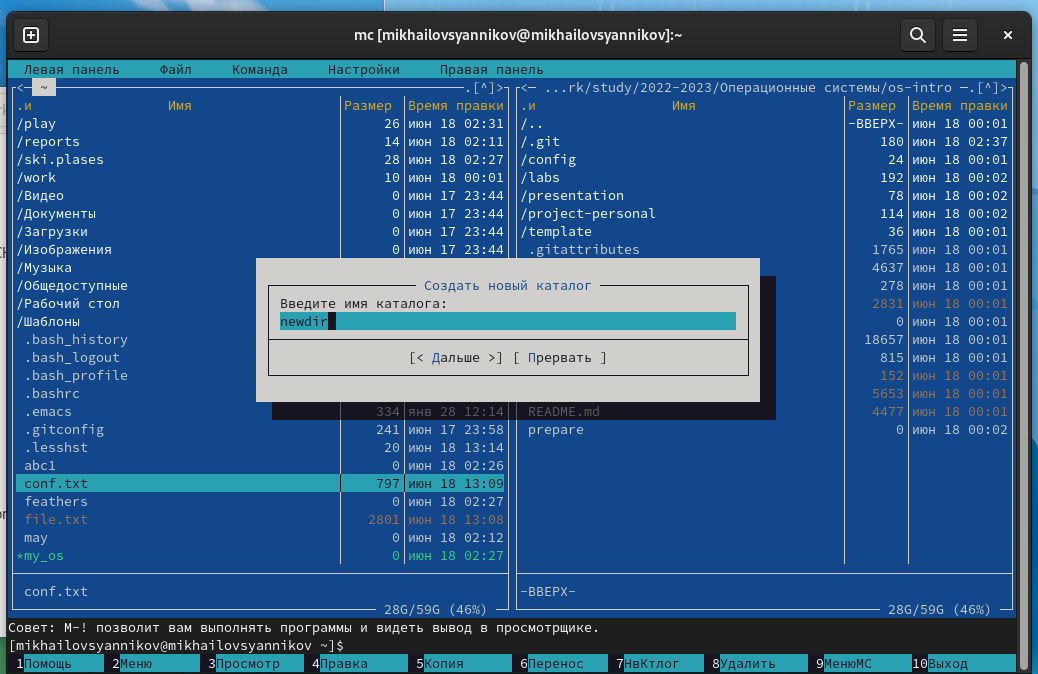 mc [mikhailovsyannikov@mikhailovsyannikov]:~
Левая панель Файл Команда Настройки Правая панель
<─ ~ .[^]> <─ ...rk/study/2022-2023/Операционные системы/os-intro ─.[^]>
.и Имя Размер Время правки .и Имя Размер Время правки
/play 26 июн 18 02:31 /.. -ВВЕРХ- июн 18 00:01
/reports 14 июн 18 02:11 /.git 180 июн 18 02:37
/ski.plases 28 июн 18 02:27 /config 24 июн 18 00:01
/work 10 июн 18 00:01 /labs 192 июн 18 00:02
/Видео 0 июн 17 23:44 /presentation 78 июн 18 00:02
/Документы 0 июн 17 23:44 /project-personal 114 июн 18 00:02
/Загрузки 0 июн 17 23:44 /template 36 июн 18 00:01
/Изображения 0 июн 17 23:44 .gitattributes 1765 июн 18 00:01
/Музыка 4637 июн 18 00:01
/Общедоступные Создать новый каталог 278 июн 18 00:01
/Рабочий стол Введите имя каталога: 2831 июн 18 00:01
/Шаблоны newdir 0 июн 18 00:01
.bash_history 18657 июн 18 00:01
.bash_logout [< Дальше >] [ Прервать ] 815 июн 18 00:01
.bash_profile 152 июн 18 00:01
.bashrc 5653 июн 18 00:01
.emacs 334 янв 28 12:14 README.md 4477 июн 18 00:01
.gitconfig 241 июн 17 23:58 prepare 0 июн 18 00:02
.lesshst 20 июн 18 13:14
abc1 0 июн 18 02:26
conf.txt 797 июн 18 13:09
feathers 0 июн 18 02:27
file.txt 2801 июн 18 13:08
may 0 июн 18 02:12
*my_os 0 июн 18 02:27
conf.txt -ВВЕРХ-
28G/59G (46%) 28G/59G (46%)
Совет: M-! позволит вам выполнять программы и видеть вывод в просмотрщике.
[mikhailovsyannikov@mikhailovsyannikov ~]$
1Помощь 2Меню 3Просмотр 4Правка 5Копия 6Перенос 7НвКтлог 8Удалить 9МенюMC 10Выход